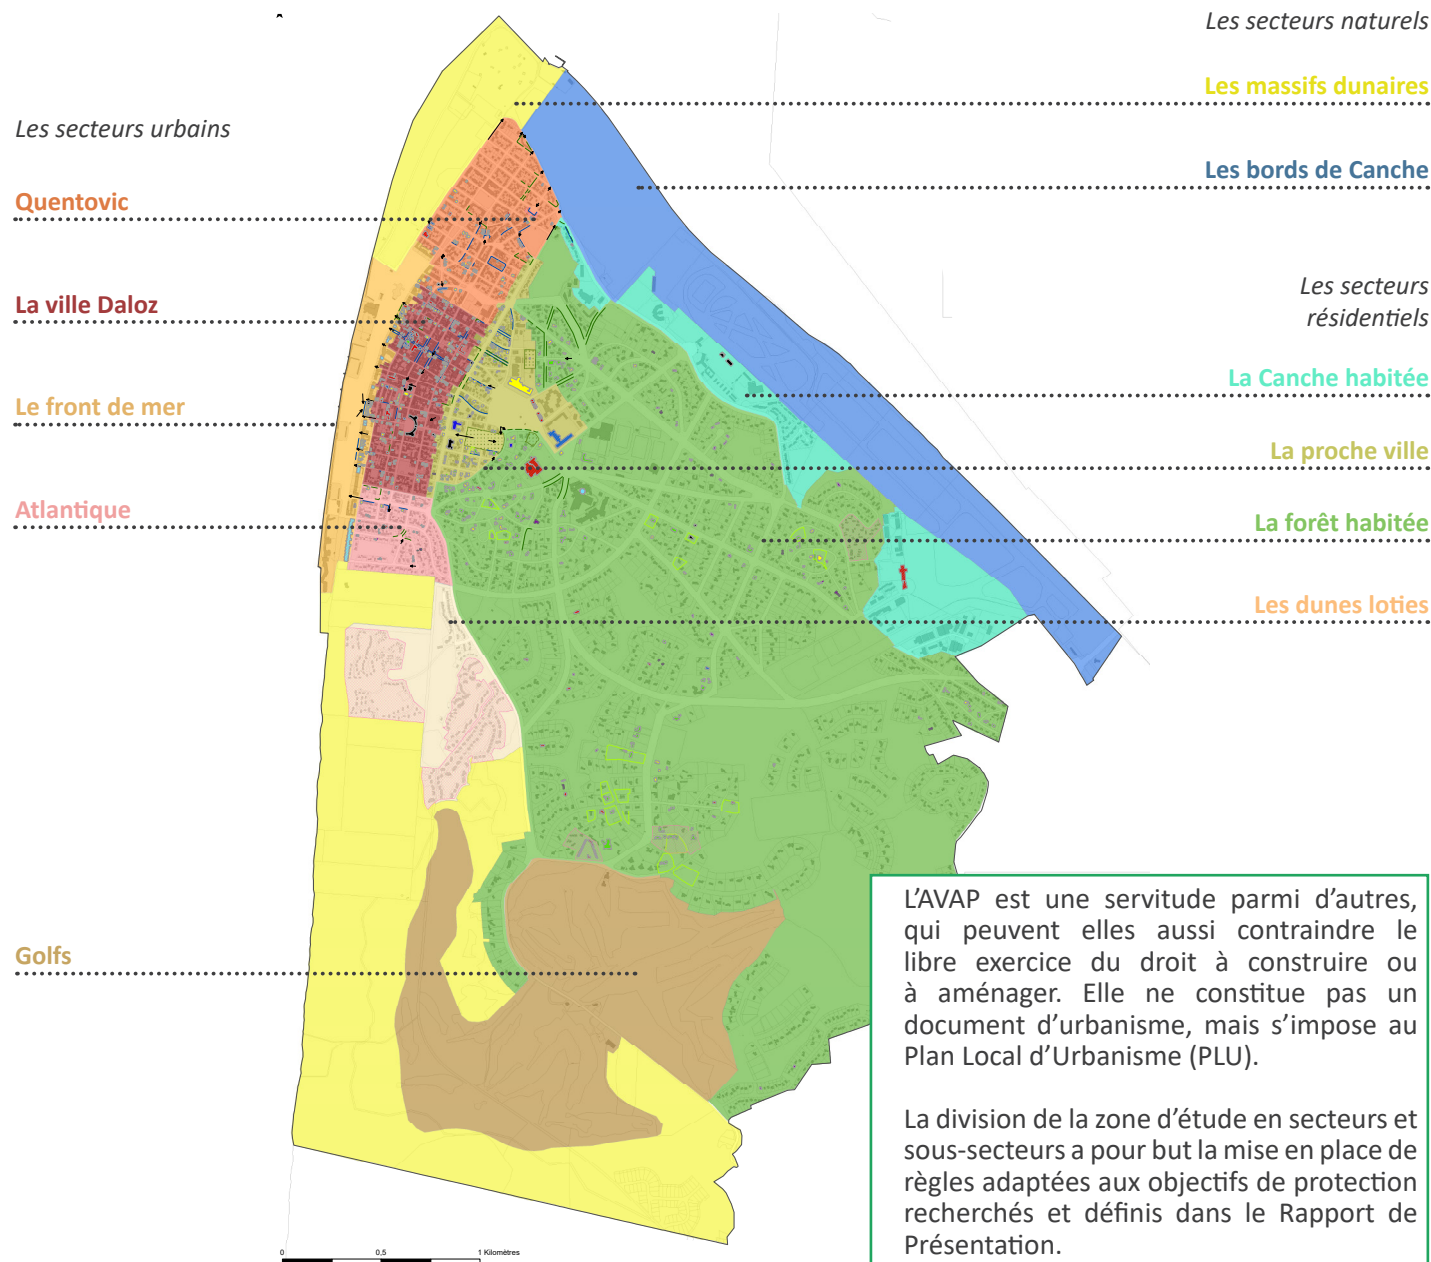 Les secteurs naturels
Les massifs dunaires
Les secteurs urbains
Les bords de Canche
Quentovic
Les secteurs
résidentiels
La ville Daloz
La Canche habitée
Le front de mer
La proche ville
Atlantique
La forêt habitée
Les dunes loties
Golfs
L’AVAP est une servitude parmi d’autres,
qui peuvent elles aussi contraindre le
libre exercice du droit à construire ou
à aménager. Elle ne constitue pas un
document d’urbanisme, mais s’impose au
Plan Local d’Urbanisme (PLU).
La division de la zone d’étude en secteurs et
sous-secteurs a pour but la mise en place de
règles adaptées aux objectifs de protection
recherchés et définis dans le Rapport de
Présentation.
0 0,5 1 Kilomètres